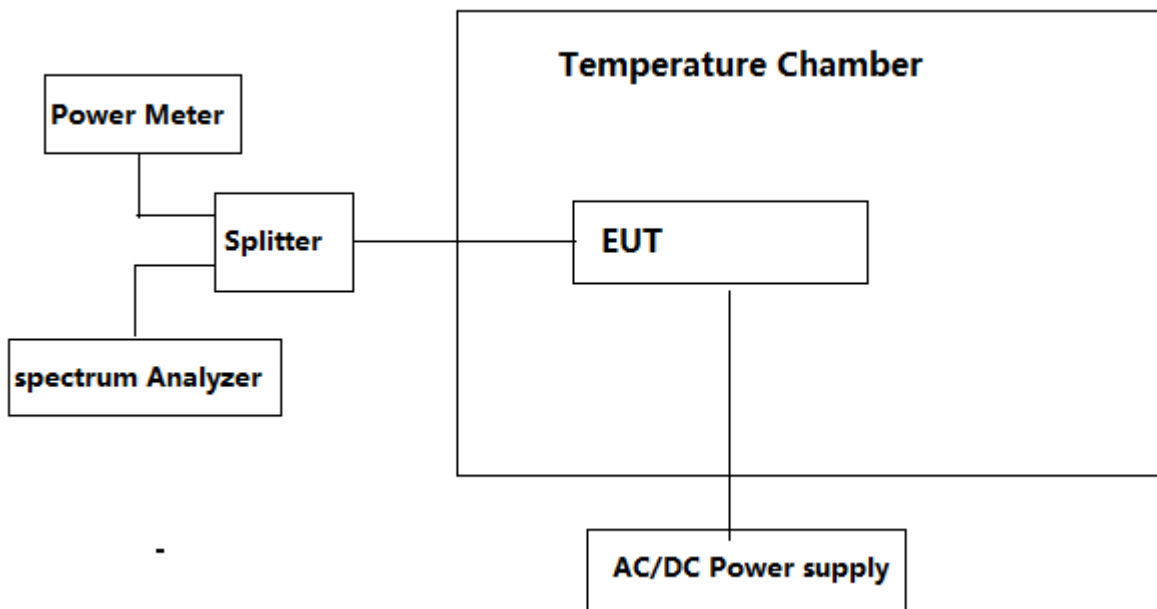 Temperature Chamber
Power Meter
Splitter
EUT
spectrum Analyzer
-
AC/DC Power supply